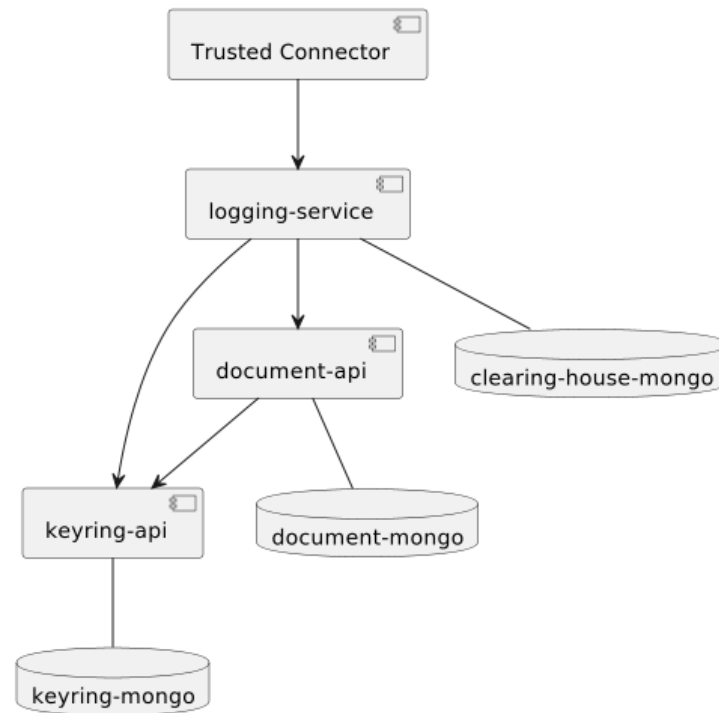 Trusted Connector
logging-service
document-api
clearing-house-mongo
keyring-api
document-mongo
keyring-mongo